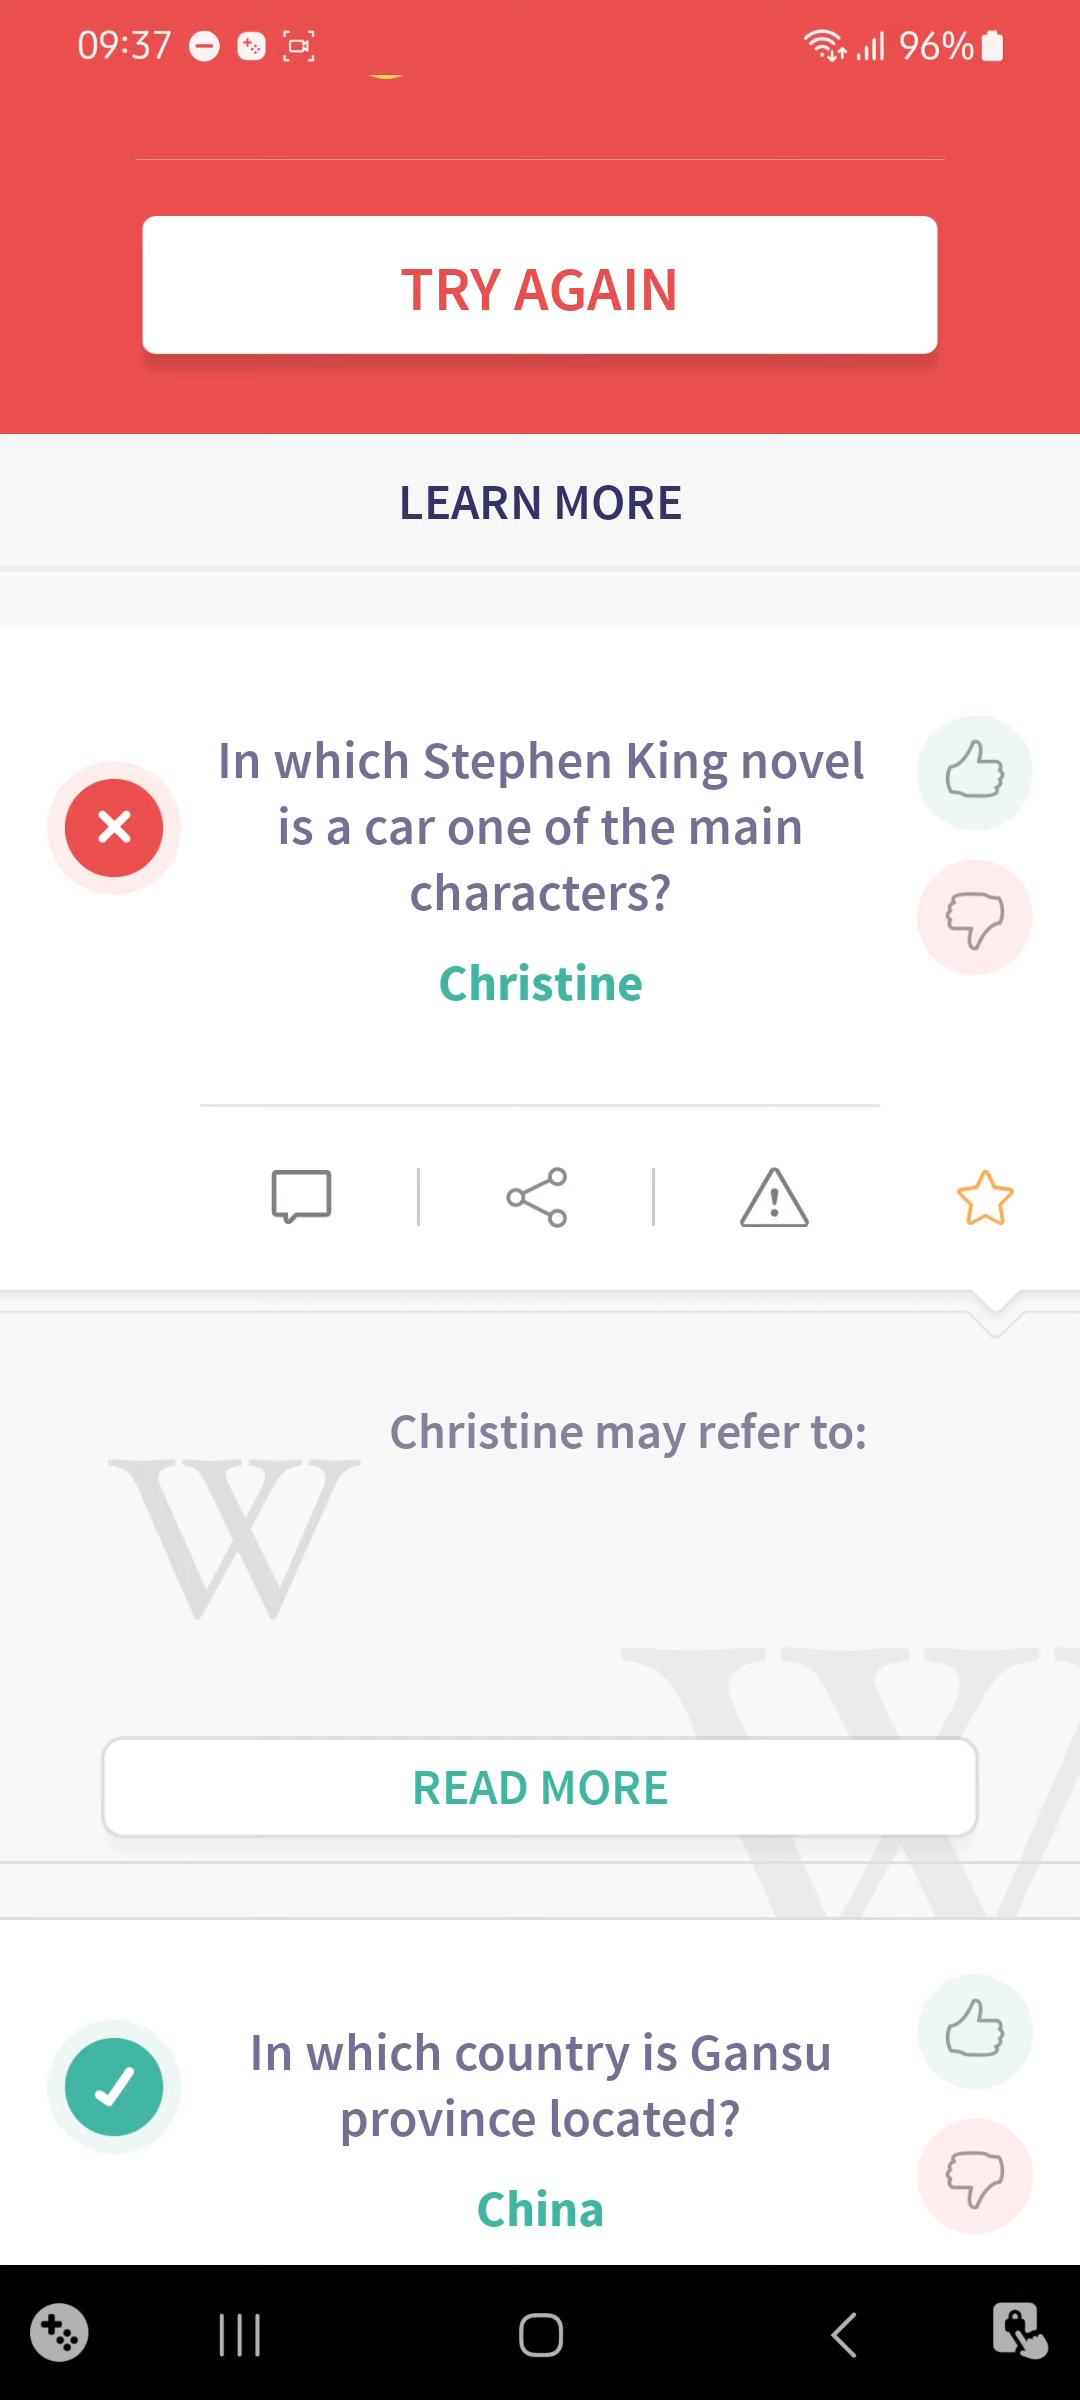 09:37
96%
TRY AGAIN
LEARN MORE
In which Stephen King novel
is a car one of the main
characters?
Christine
Christine may refer to:
W
W
READ MORE
In which country is Gansu
province located?
China